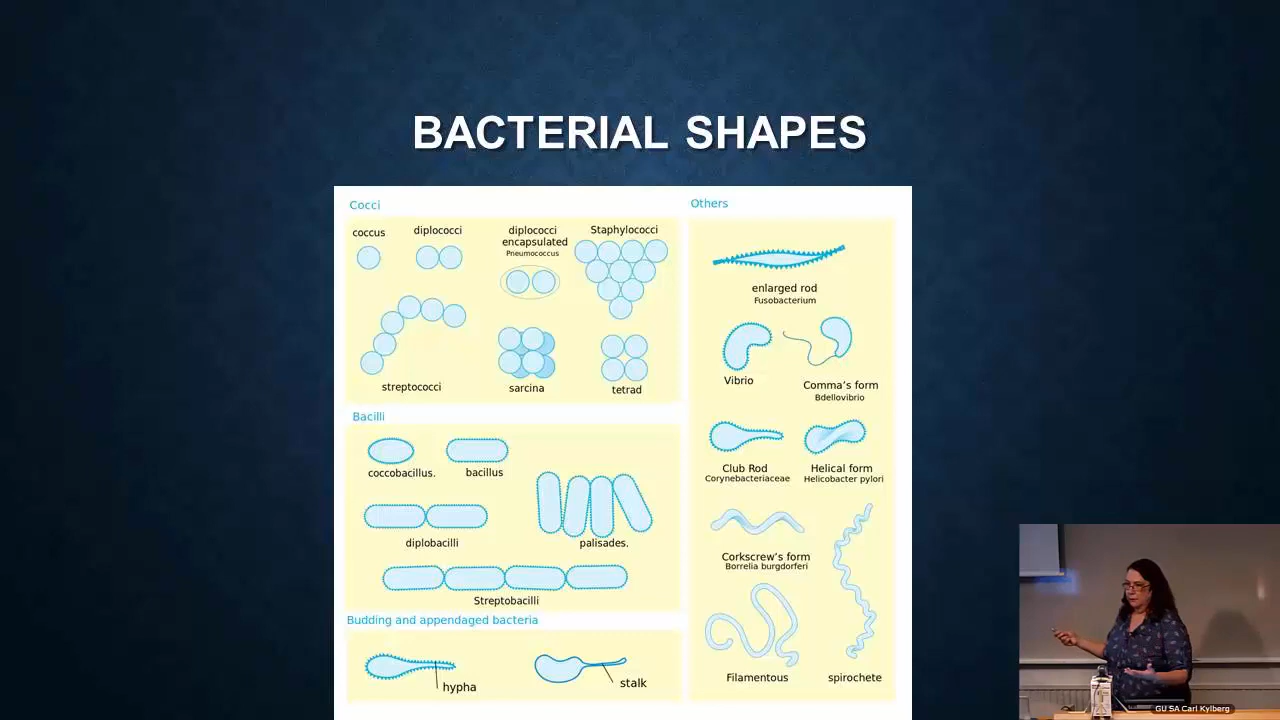 BACTERIAL SHAPES
Cocci
coccus
diplococci
diplococci
encapsulated
Pneumococcus
Staphylococci
streptococci
sarcina
tetrad
Bacilli
coccobacillus.
bacillus
diplobacilli
palisades.
Streptobacilli
Budding and appendaged bacteria
hypha
stalk
Others
enlarged rod
Fusobacterium
Vibrio
Comma's form
Bdellovibrio
Club Rod
Corynebacteriaceae
Helical form
Helicobacter pylori
Corkscrew's form
Borrelia burgdorferi
Filamentous
spirochete
GU SA Carl Kylberg